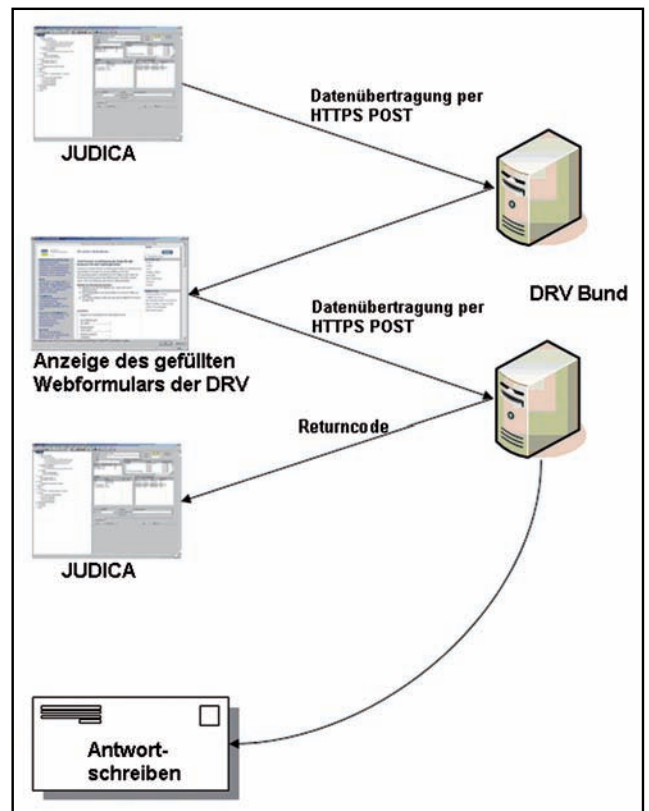 Datenübertragung per
HTTPS POST
JUDICA
DRV Bund
Datenübertragung per
HTTPS POST
Anzeige des gefüllten
Webformulars der DRV
Returncode
JUDICA
Antwort-
schreiben